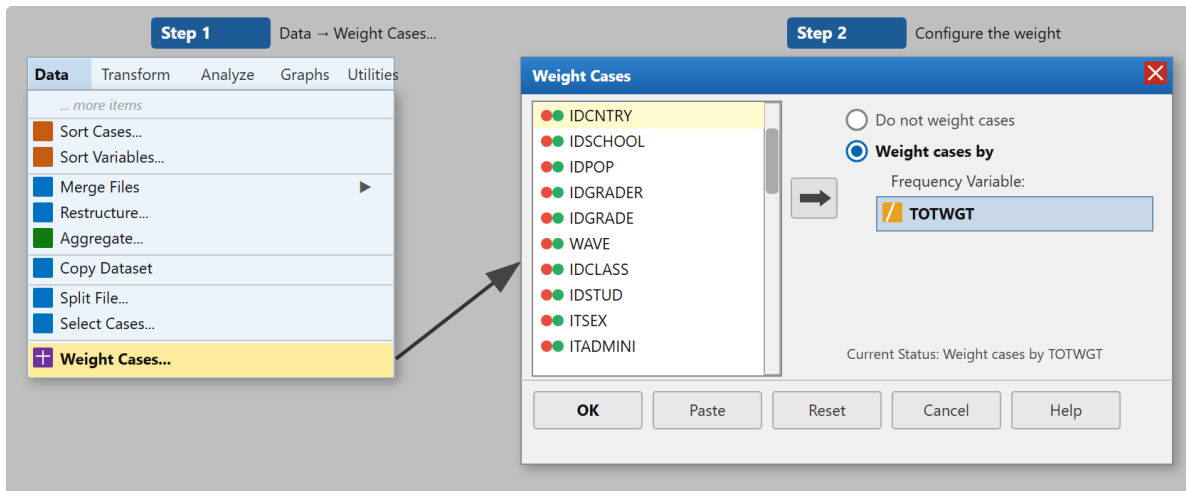 Step 1 Data → Weight Cases...
Data Transform Analyze Graphs Utilities
... more items
Sort Cases...
Sort Variables...
Merge Files
Restructure...
Aggregate...
Copy Dataset
Split File...
Select Cases...
Weight Cases...
Step 2 Configure the weight
Weight Cases
IDCNTRY
IDSCHOOL
IDPOP
IDGRADER
IDGRADE
WAVE
IDCLASS
IDSTUD
ITSEX
ITADMINI
Do not weight cases
Weight cases by
Frequency Variable:
TOTWGT
Current Status: Weight cases by TOTWGT
OK Paste Reset Cancel Help